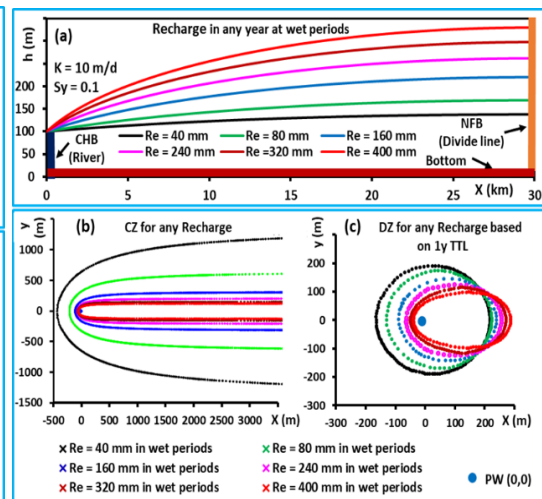 (a)
Recharge in any year at wet periods
h (m)
350
300
250
200
150
100
50
0
K = 10 m/d
Sy = 0.1
CHB
(River)
Re = 40 mm
Re = 80 mm
Re = 160 mm
Re = 240 mm
Re =320 mm
Re = 400 mm
NFB
(Divide line)
Bottom
0 5 10 15 20 25 30
X (km)
(b)
CZ for any Recharge
y (m)
1000
500
0
-500
-1000
-1500
-500 0 500 1000 1500 2000 2500 3000 X (m)
(c)
DZ for any Recharge based
on 1y TTL
y (m)
300
200
100
0
-100
-200
-300
-300 -200 -100 0 100 200 X (m)
Re = 40 mm in wet periods
Re = 80 mm in wet periods
Re = 160 mm in wet periods
Re = 240 mm in wet periods
Re = 320 mm in wet periods
Re = 400 mm in wet periods
PW (0,0)